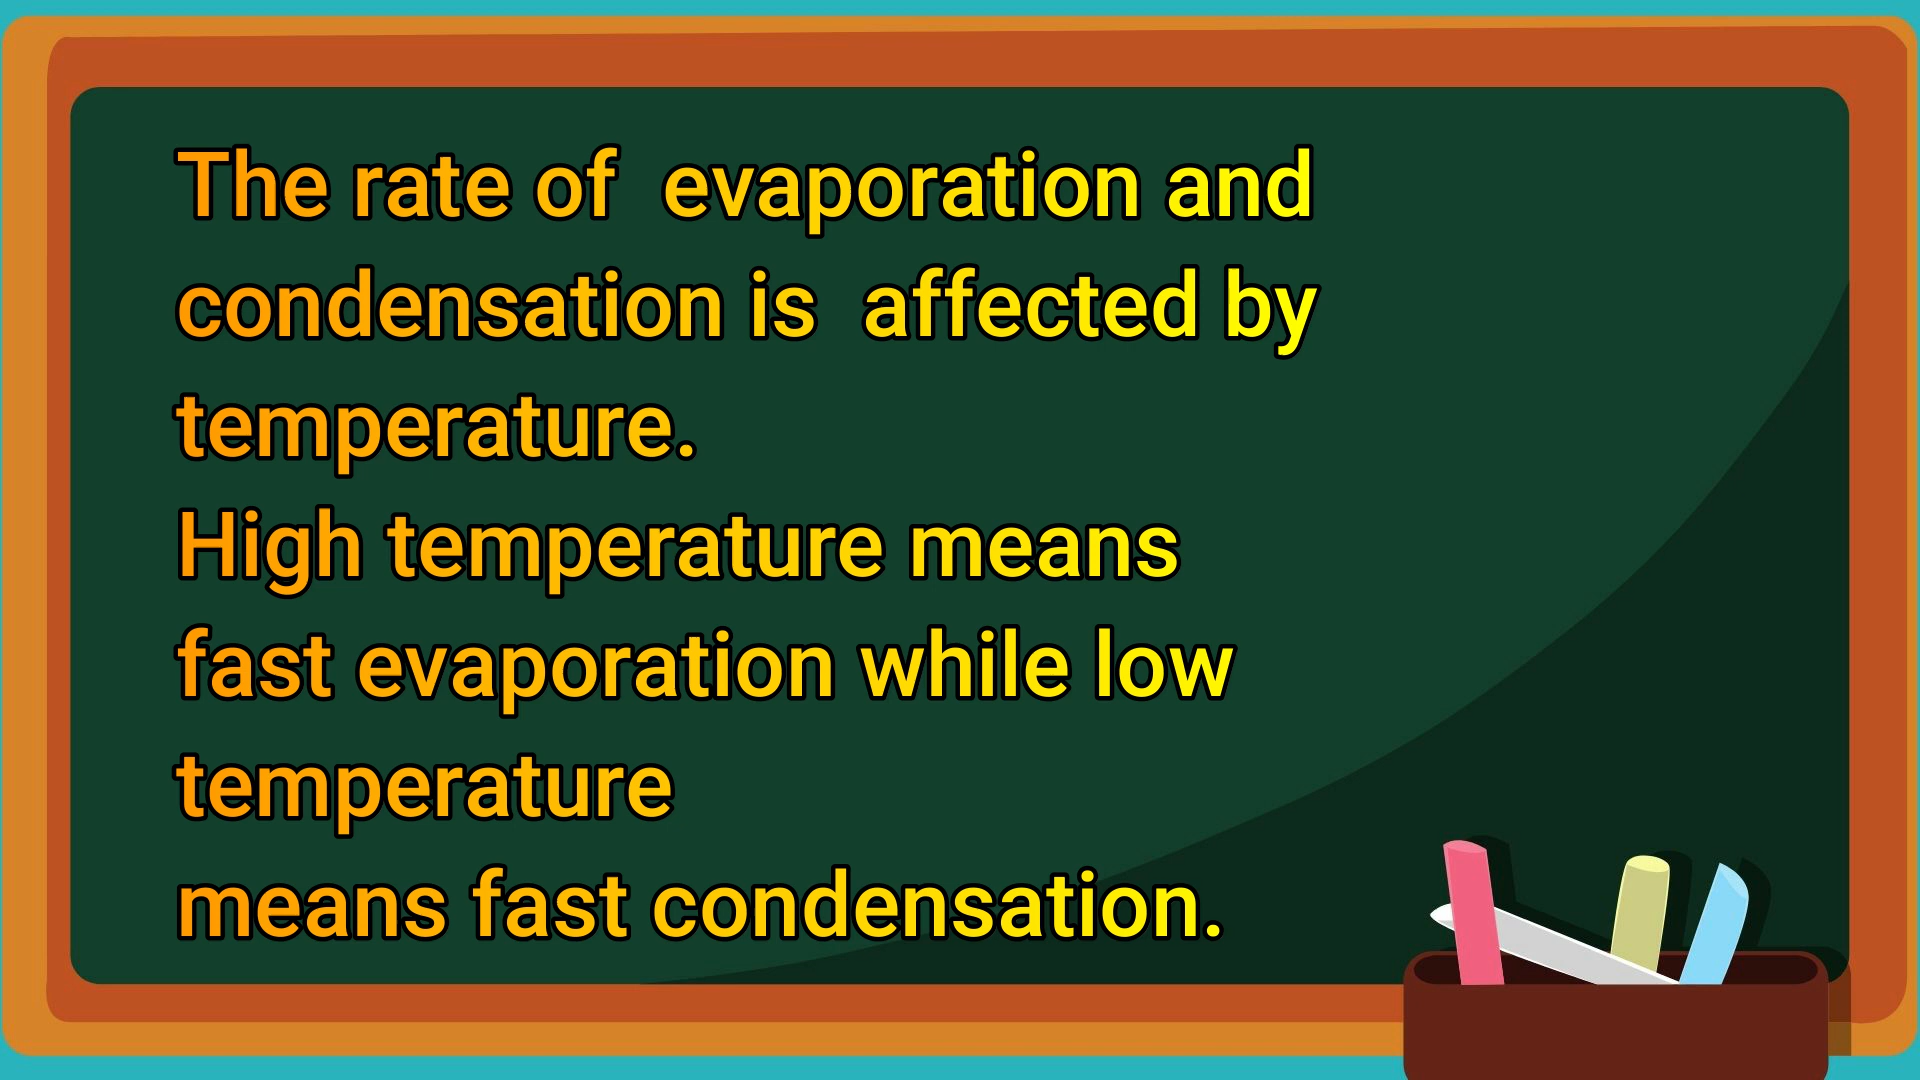 The rate of  evaporation and
condensation is  affected by
temperature.
High temperature means
fast evaporation while low
temperature
means fast condensation.